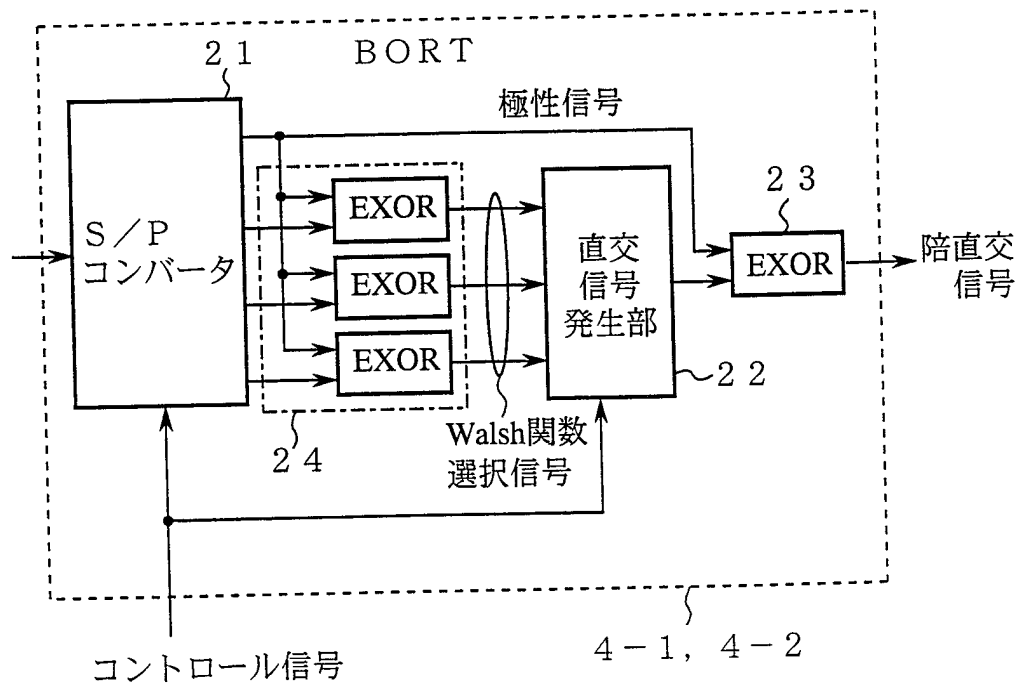 21
BORT
極性信号
S/P
コンバータ
EXOR
EXOR
EXOR
直交
信号
発生部
23
EXOR
陪直交
信号
22
24
Walsh関数
選択信号
コントロール信号
4-1, 4-2